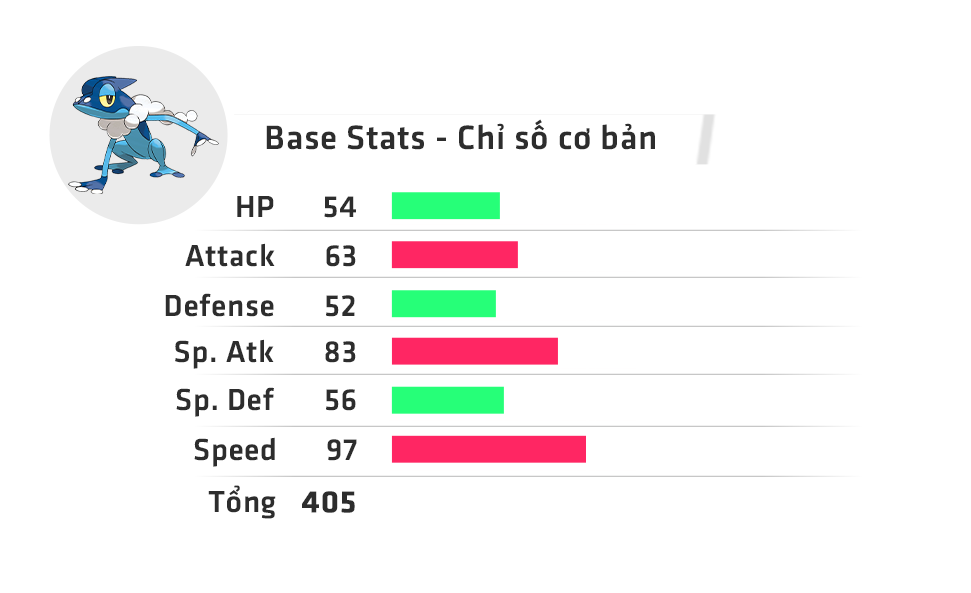 Base Stats - Chỉ số cơ bản
HP 54
Attack 63
Defense 52
Sp. Atk 83
Sp. Def 56
Speed 97
Tổng 405